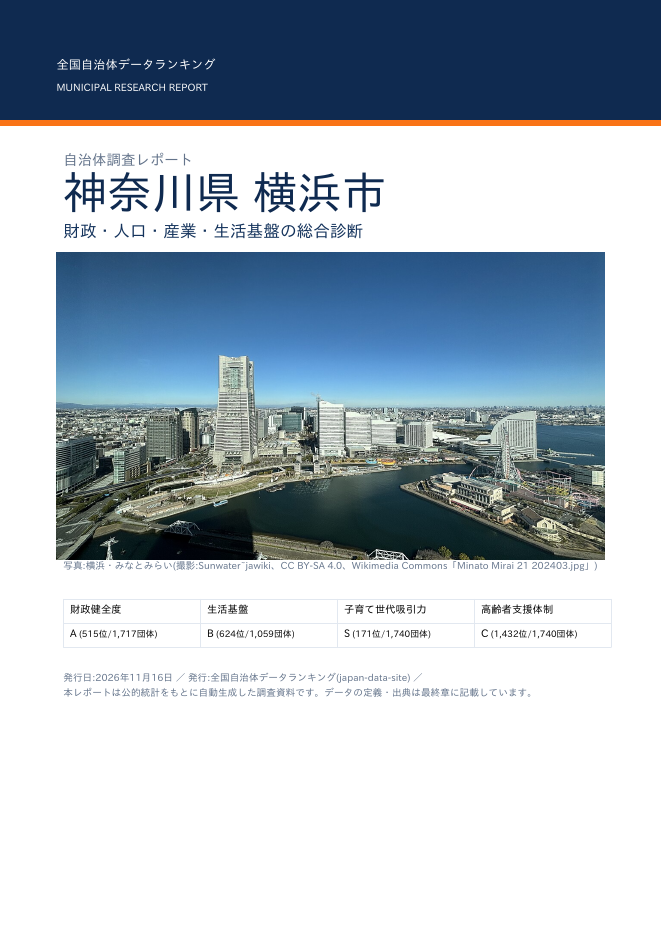 全国自治体データランキング
MUNICIPAL RESEARCH REPORT
自治体調査レポート
神奈川県 横浜市
財政・人口・産業・生活基盤の総合診断
写真:横浜・みなとみらい(撮影:Sunwater~jawiki、CC BY-SA 4.0、Wikimedia Commons「Minato Mirai 21 202403.jpg」)
財政健全度 生活基盤 子育て世代吸引力 高齢者支援体制
A (515位/1,717団体) B (624位/1,059団体) S (171位/1,740団体) C (1,432位/1,740団体)
発行日:2026年11月16日 ／ 発行:全国自治体データランキング(japan-data-site) ／
本レポートは公的統計をもとに自動生成した調査資料です。データの定義・出典は最終章に記載しています。